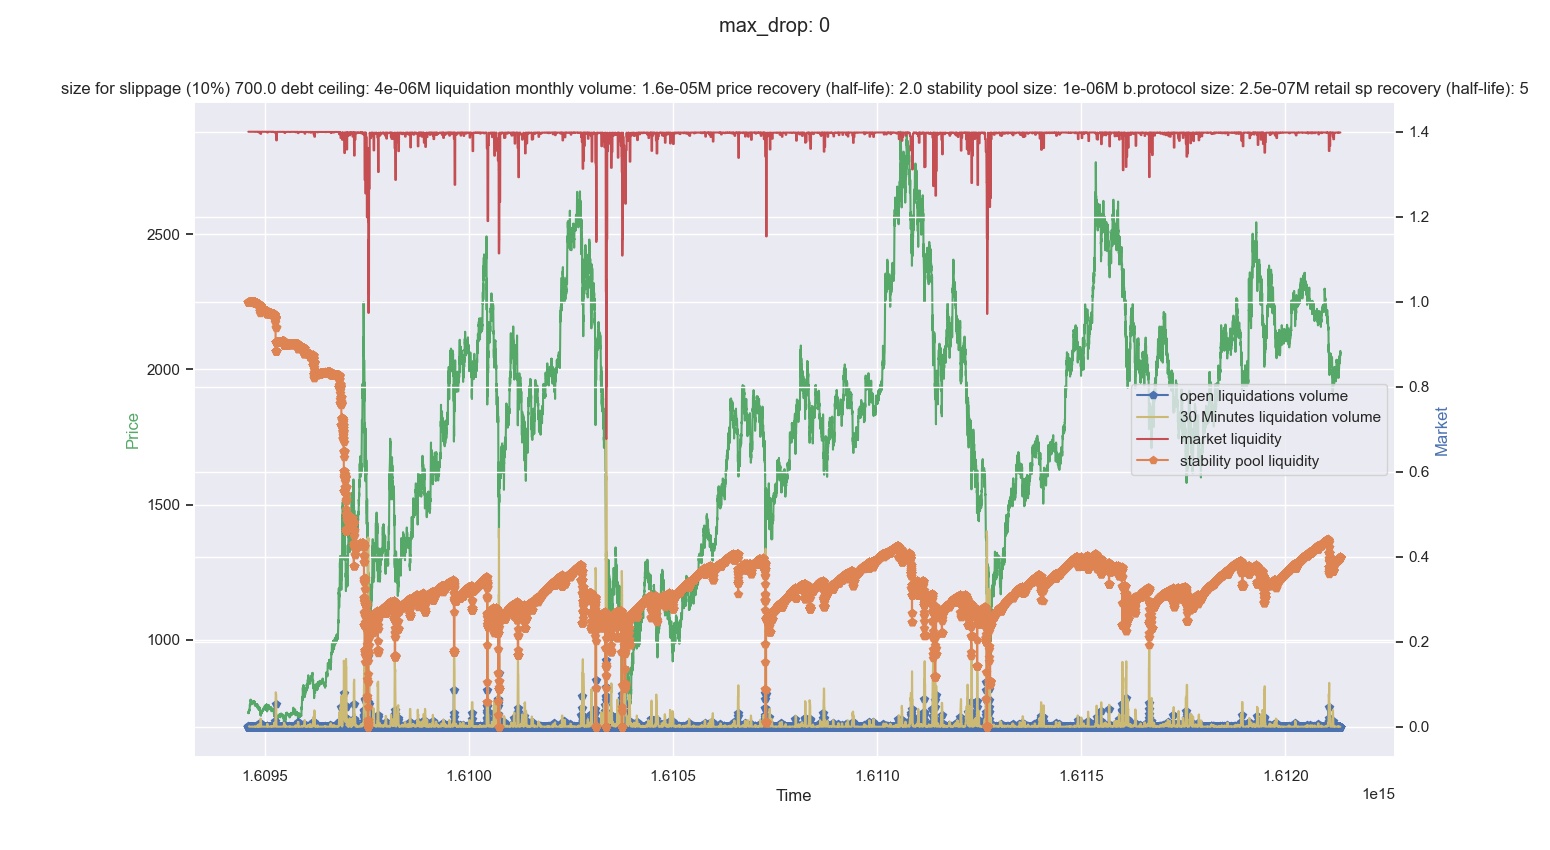 max_drop: 0
size for slippage (10%) 700.0 debt ceiling: 4e-06M liquidation monthly volume: 1.6e-05M price recovery (half-life): 2.0 stability pool size: 1e-06M b.protocol size: 2.5e-07M retail sp recovery (half-life): 5
2500
2000
1500
1000
Price
1.4
1.2
1.0
0.8
0.6
0.4
0.2
0.0
Market
open liquidations volume
30 Minutes liquidation volume
market liquidity
stability pool liquidity
1.6095
1.6100
1.6105
1.6110
1.6115
1.6120
Time
1e15